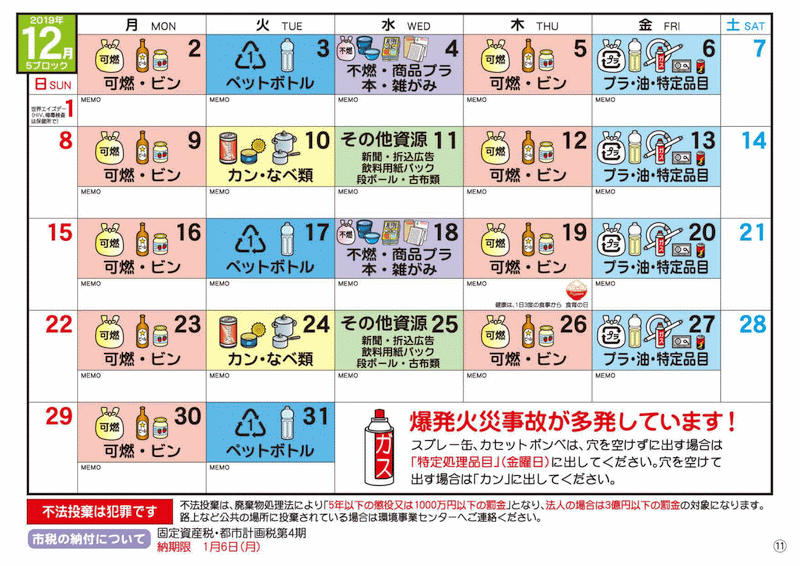 2019年
12月
5ブロック
月 MON
火 TUE
水 WED
木 THU
金 FRI
土 SAT
日 SUN
世界エイズデー
(HIV、梅毒検査
は保健所で)
1
可燃
2
可燃・ビン
MEMO
1
3
ペットボトル
MEMO
不燃
4
不燃・商品プラ
本・雑がみ
MEMO
可燃
5
可燃・ビン
MEMO
プラ
ガス
6
プラ・油・特定品目
MEMO
7
8
可燃
9
可燃・ビン
MEMO
10
カン・なべ類
MEMO
その他資源 11
新聞・折込広告
飲料用紙パック
段ボール・古布類
MEMO
可燃
12
可燃・ビン
MEMO
プラ
ガス
13
プラ・油・特定品目
MEMO
14
15
可燃
16
可燃・ビン
MEMO
1
17
ペットボトル
MEMO
不燃
18
不燃・商品プラ
本・雑がみ
MEMO
可燃
19
可燃・ビン
MEMO
健康は、1日3度の食事から 食育の日
プラ
ガス
20
プラ・油・特定品目
MEMO
21
22
可燃
23
可燃・ビン
MEMO
24
カン・なべ類
MEMO
その他資源 25
新聞・折込広告
飲料用紙パック
段ボール・古布類
MEMO
可燃
26
可燃・ビン
MEMO
プラ
ガス
27
プラ・油・特定品目
MEMO
28
29
可燃
30
可燃・ビン
MEMO
1
31
ペットボトル
MEMO
ガス
爆発火災事故が多発しています!
スプレー缶、カセットボンベは、穴を空けずに出す場合は
「特定処理品目」(金曜日)に出してください。穴を空けて
出す場合は「カン」に出してください。
不法投棄は犯罪です
不法投棄は、廃棄物処理法により「5年以下の懲役又は1000万円以下の罰金」となり、法人の場合は3億円以下の罰金の対象になります。
路上など公共の場所に投棄されている場合は環境事業センターへご連絡ください。
市税の納付について
固定資産税・都市計画税第4期
納期限 1月6日(月)
⑪